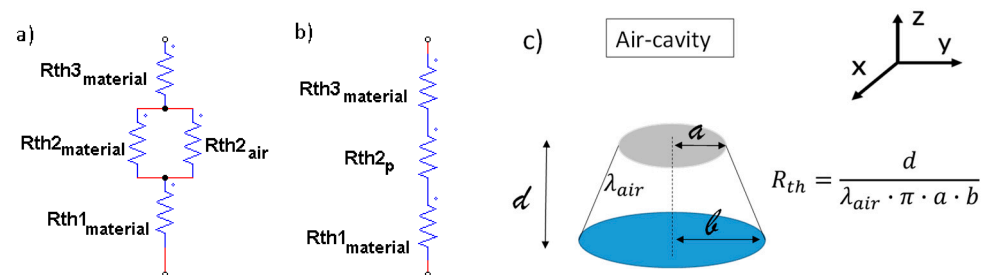 a)
Rth3material
Rth2material
Rth2air
Rth1material
b)
Rth3material
Rth2p
Rth1material
c)
Air-cavity
a
d
λair
b
Rth = d / λair · π · a · b
z
y
x